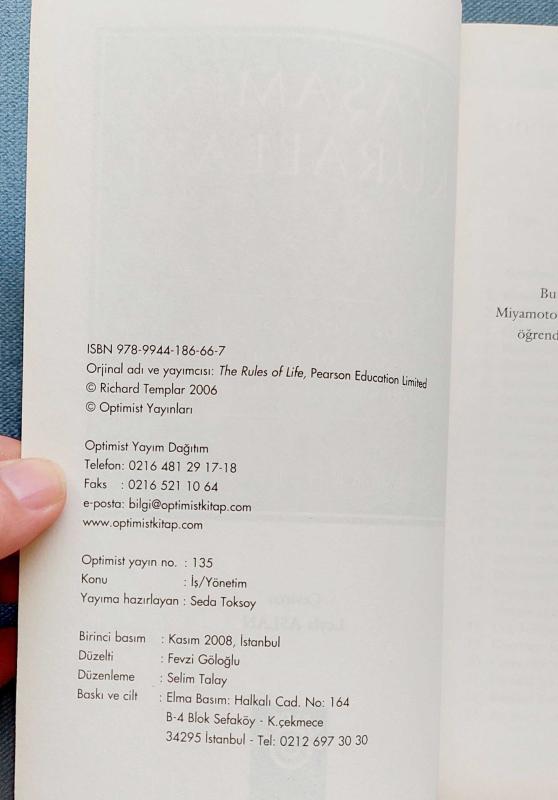 ISBN 978-9944-186-66-7
Orjinal adı ve yayımcısı: The Rules of Life, Pearson Education Limited
© Richard Templar 2006
© Optimist Yayınları
Optimist Yayım Dağıtım
Telefon: 0216 481 29 17-18
Faks : 0216 521 10 64
e-posta: bilgi@optimistkitap.com
www.optimistkitap.com
Optimist yayın no. : 135
Konu : İş/Yönetim
Yayıma hazırlayan : Seda Toksoy
Birinci basım : Kasım 2008, İstanbul
Düzelti : Fevzi Göloğlu
Düzenleme : Selim Talay
Baskı ve cilt : Elma Basım: Halkalı Cad. No: 164
B-4 Blok Sefaköy - K.çekmece
34295 İstanbul - Tel: 0212 697 30 30
Bu
Miyamoto
öğrend